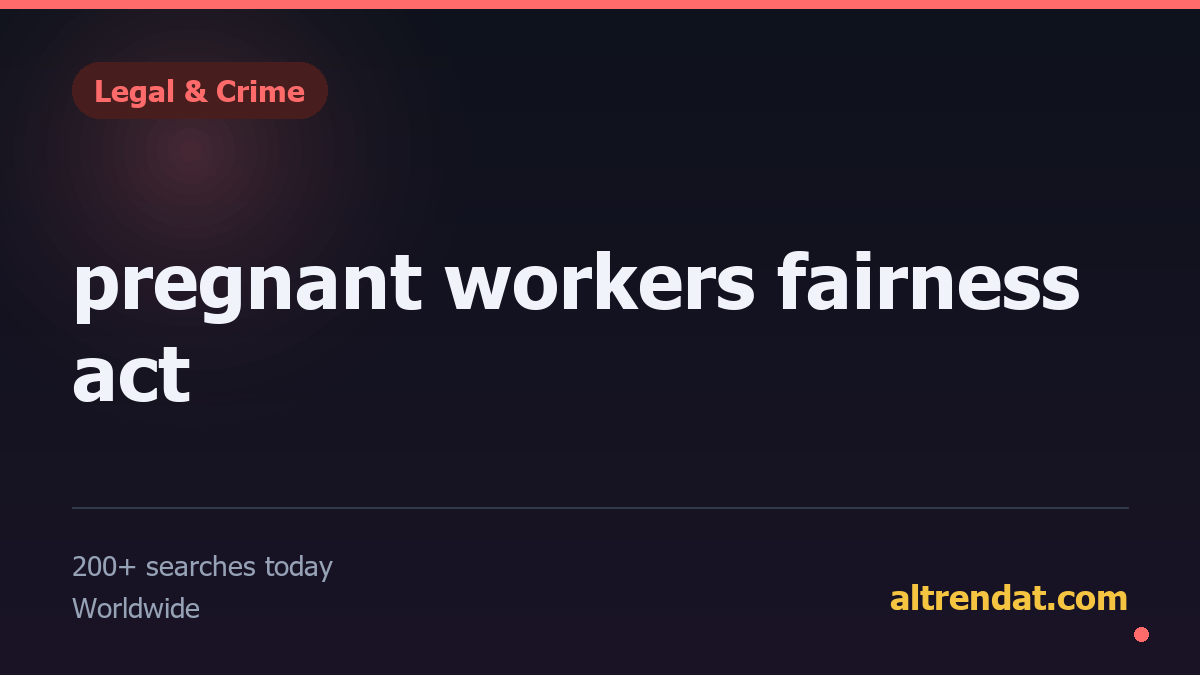 Legal & Crime
pregnant workers fairness
act
200+ searches today
Worldwide
altrendat.com